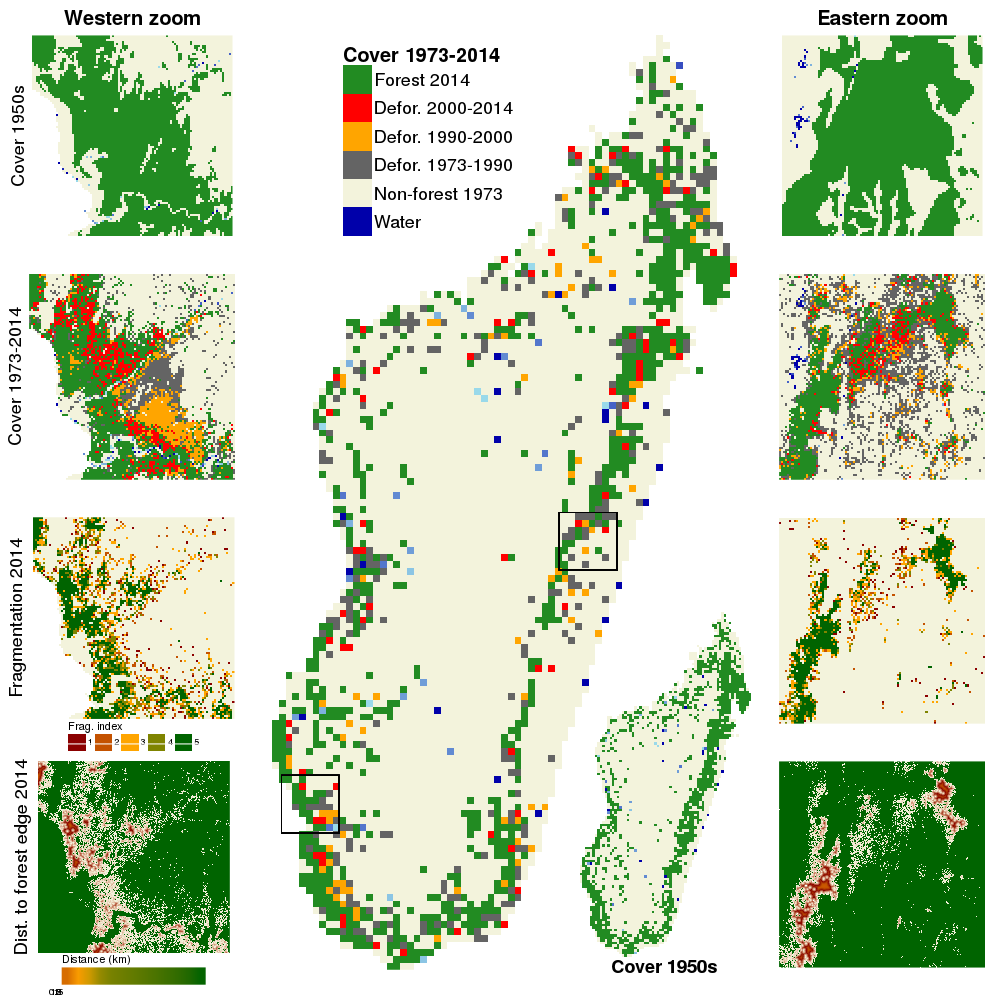 Western zoom
Eastern zoom
Cover 1950s
Cover 1973-2014
Forest 2014
Defor. 2000-2014
Defor. 1990-2000
Defor. 1973-1990
Non-forest 1973
Water
Cover 1973-2014
Fragmentation 2014
Frag. index
1 2 3 4 5
Dist. to forest edge 2014
Distance (km)
Cover 1950s